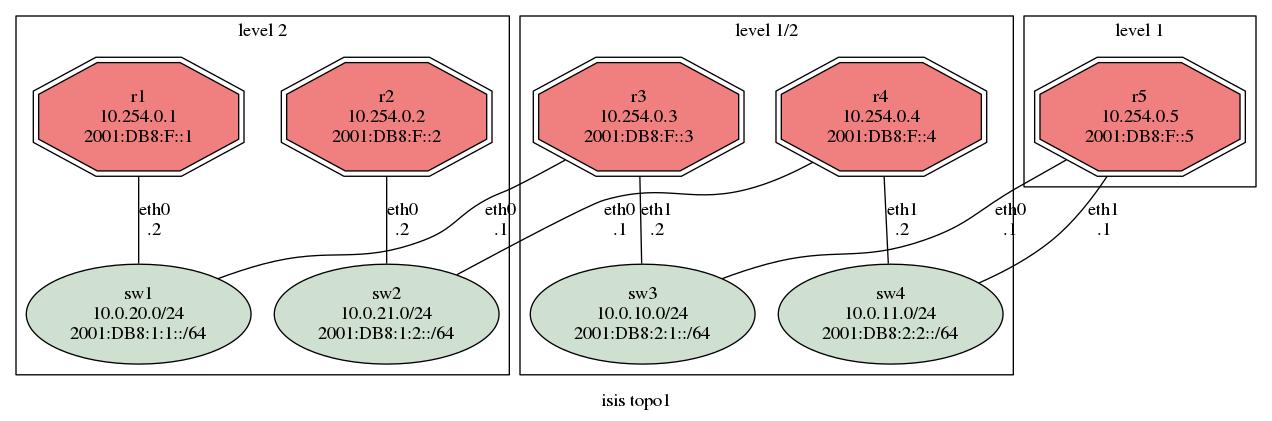 level 2
level 1/2
level 1
r1
10.254.0.1
2001:DB8:F::1
r2
10.254.0.2
2001:DB8:F::2
r3
10.254.0.3
2001:DB8:F::3
r4
10.254.0.4
2001:DB8:F::4
r5
10.254.0.5
2001:DB8:F::5
eth0
.2
eth0
.2
eth0
.1
eth0
.1
eth1
.2
eth1
.2
eth0
.1
eth1
.1
sw1
10.0.20.0/24
2001:DB8:1:1::/64
sw2
10.0.21.0/24
2001:DB8:1:2::/64
sw3
10.0.10.0/24
2001:DB8:2:1::/64
sw4
10.0.11.0/24
2001:DB8:2:2::/64
isis topo1